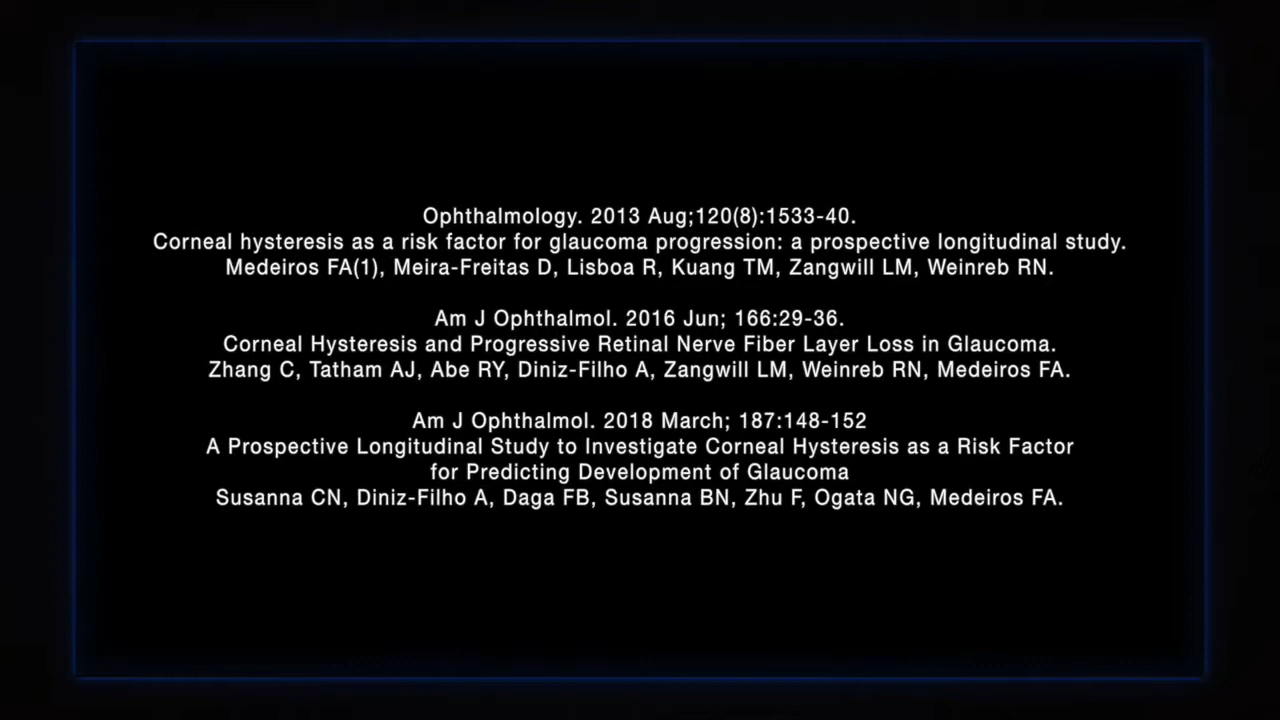 Ophthalmology. 2013 Aug;120(8):1533-40.
Corneal hysteresis as a risk factor for glaucoma progression: a prospective longitudinal study.
Medeiros FA(1), Meira-Freitas D, Lisboa R, Kuang TM, Zangwill LM, Weinreb RN.
Am J Ophthalmol. 2016 Jun; 166:29-36.
Corneal Hysteresis and Progressive Retinal Nerve Fiber Layer Loss in Glaucoma.
Zhang C, Tatham AJ, Abe RY, Diniz-Filho A, Zangwill LM, Weinreb RN, Medeiros FA.
Am J Ophthalmol. 2018 March; 187:148-152
A Prospective Longitudinal Study to Investigate Corneal Hysteresis as a Risk Factor
for Predicting Development of Glaucoma
Susanna CN, Diniz-Filho A, Daga FB, Susanna BN, Zhu F, Ogata NG, Medeiros FA.